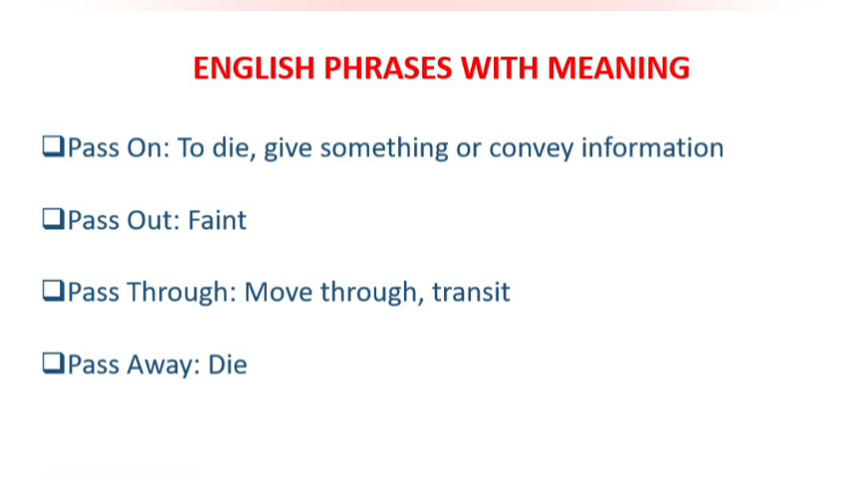 ENGLISH PHRASES WITH MEANING
❑Pass On: To die, give something or convey information
❑Pass Out: Faint
❑Pass Through: Move through, transit
❑Pass Away: Die